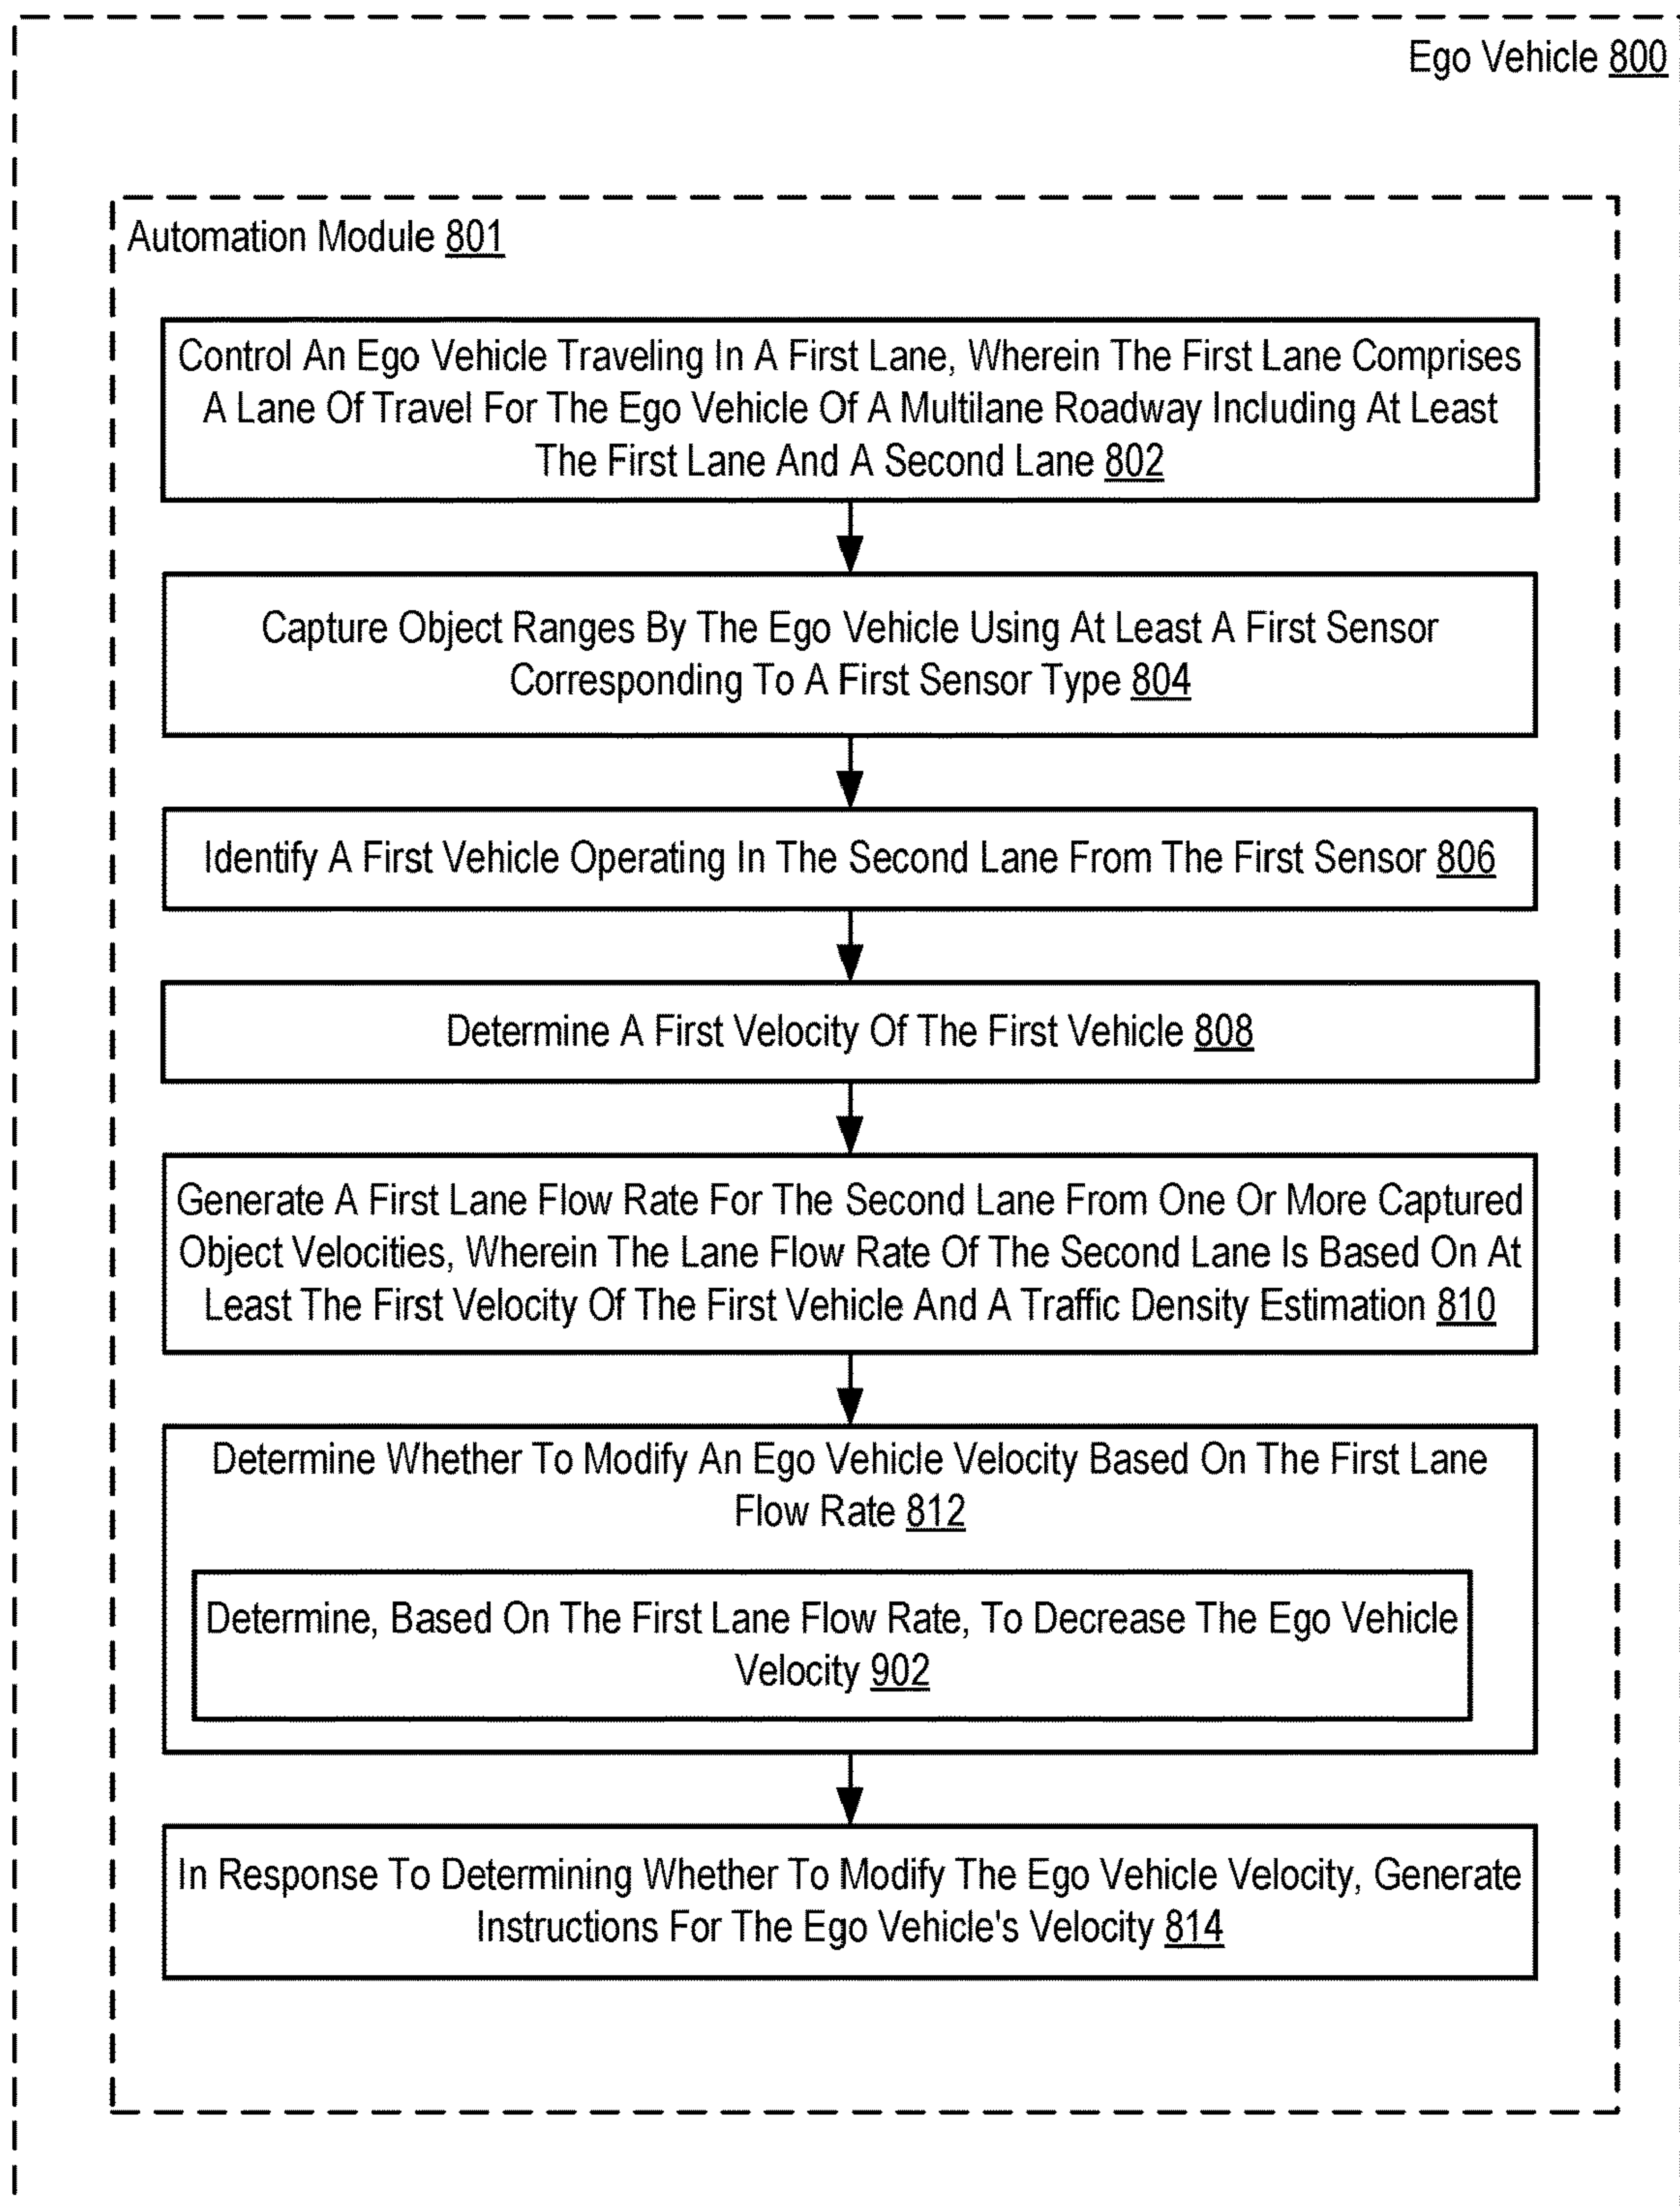 Ego Vehicle 800
Automation Module 801
Control An Ego Vehicle Traveling In A First Lane, Wherein The First Lane Comprises
A Lane Of Travel For The Ego Vehicle Of A Multilane Roadway Including At Least
The First Lane And A Second Lane 802
Capture Object Ranges By The Ego Vehicle Using At Least A First Sensor
Corresponding To A First Sensor Type 804
Identify A First Vehicle Operating In The Second Lane From The First Sensor 806
Determine A First Velocity Of The First Vehicle 808
Generate A First Lane Flow Rate For The Second Lane From One Or More Captured
Object Velocities, Wherein The Lane Flow Rate Of The Second Lane Is Based On At
Least The First Velocity Of The First Vehicle And A Traffic Density Estimation 810
Determine Whether To Modify An Ego Vehicle Velocity Based On The First Lane
Flow Rate 812
Determine, Based On The First Lane Flow Rate, To Decrease The Ego Vehicle
Velocity 902
In Response To Determining Whether To Modify The Ego Vehicle Velocity, Generate
Instructions For The Ego Vehicle's Velocity 814